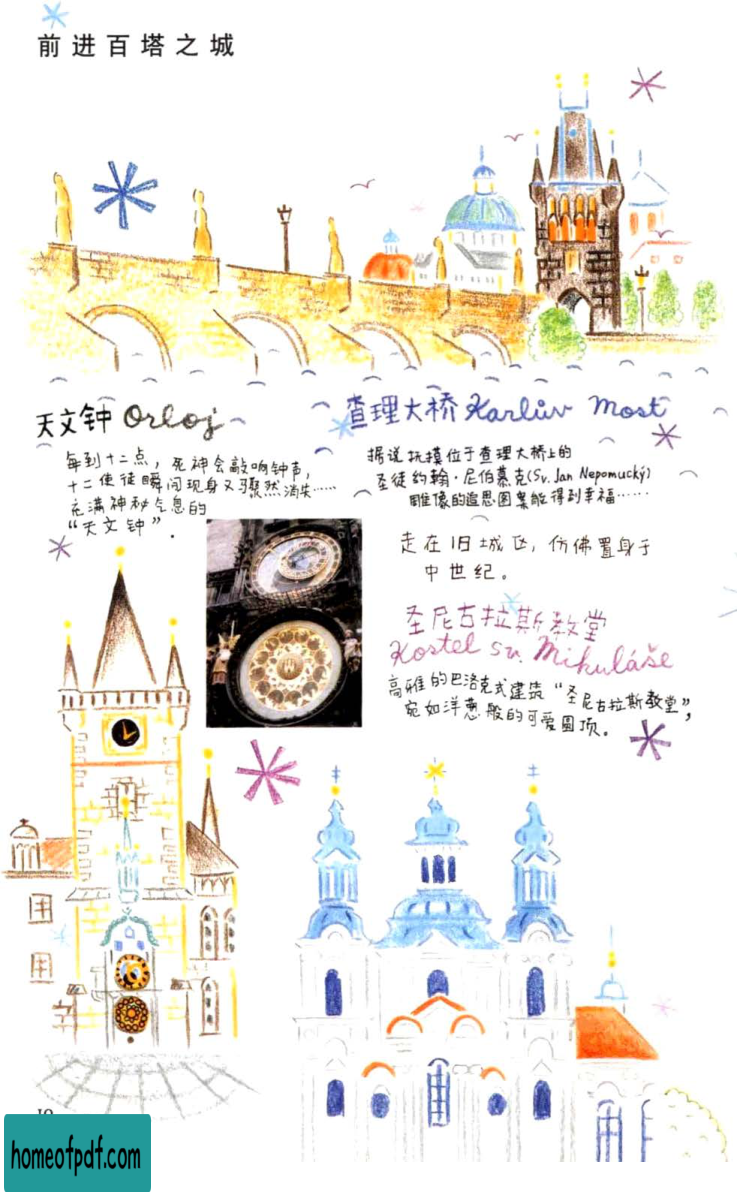 前进百塔之城
天文钟 Orloj
每到十二点，死神会敲响钟声，
十二使徒瞬间现身又骤然消失……
充满神秘气息的
“天文钟”.
查理大桥 Karlův Most
据说抚摸位于查理大桥上的
圣徒约翰·尼伯慕克(Sv. Jan Nepomucký)
雕像的追思图案能得到幸福……
走在旧城区，仿佛置身于
中世纪。
圣尼古拉斯教堂
Kostel sv. Mikuláše
高雅的巴洛克式建筑“圣尼古拉斯教堂”，
宛如洋葱般的可爱圆顶。
10
homeofpdf.com